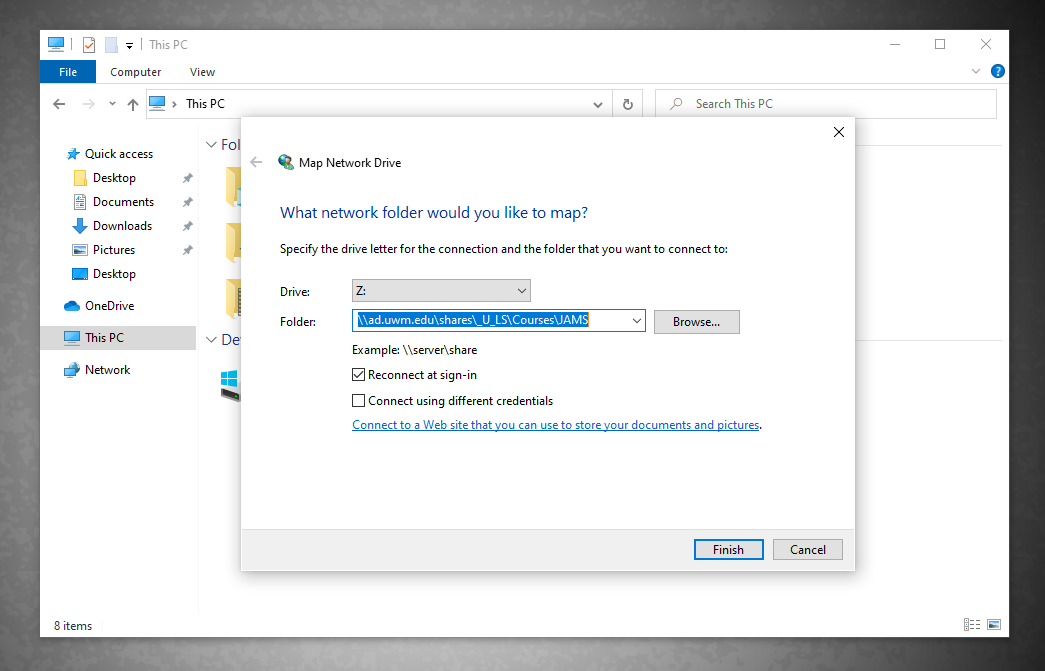 This PC
File Computer View
This PC
Search This PC
Quick access
Desktop
Documents
Downloads
Pictures
Desktop
OneDrive
This PC
Network
Fol
De
Map Network Drive
What network folder would you like to map?
Specify the drive letter for the connection and the folder that you want to connect to:
Drive: Z:
Folder: \\ad.uwm.edu\shares\_U_LS\Courses\JAMS Browse...
Example: \\server\share
Reconnect at sign-in
Connect using different credentials
Connect to a Web site that you can use to store your documents and pictures.
Finish Cancel
8 items